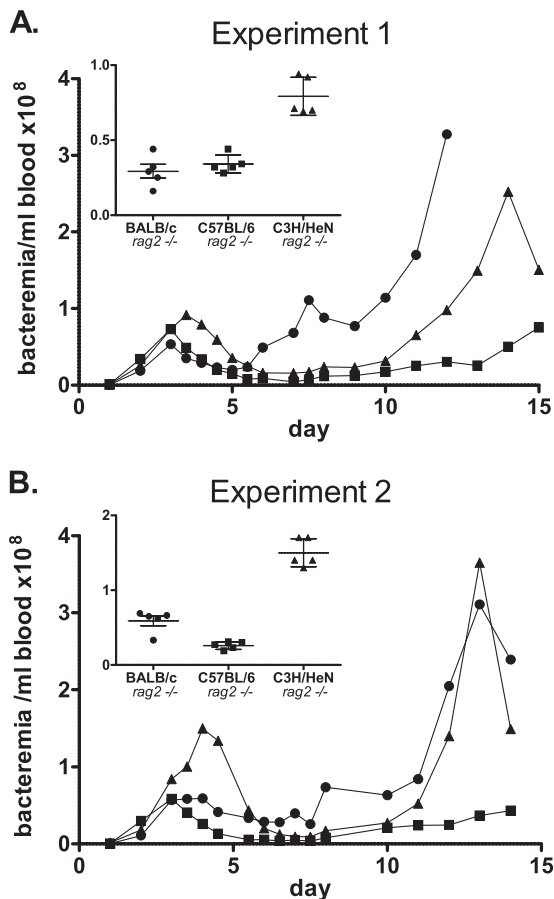 A.
Experiment 1
bacteremia/ml blood x10^8
4
3
2
1
0
1.0
0.5
0.0
BALB/c C57BL/6 C3H/HeN
rag2 -/- rag2 -/- rag2 -/-
0 5 10 15
day
B.
Experiment 2
bacteremia /ml blood x10^8
4
3
2
1
0
2
1
0
BALB/c C57BL/6 C3H/HeN
rag2 -/- rag2 -/- rag2 -/-
0 5 10 15
day